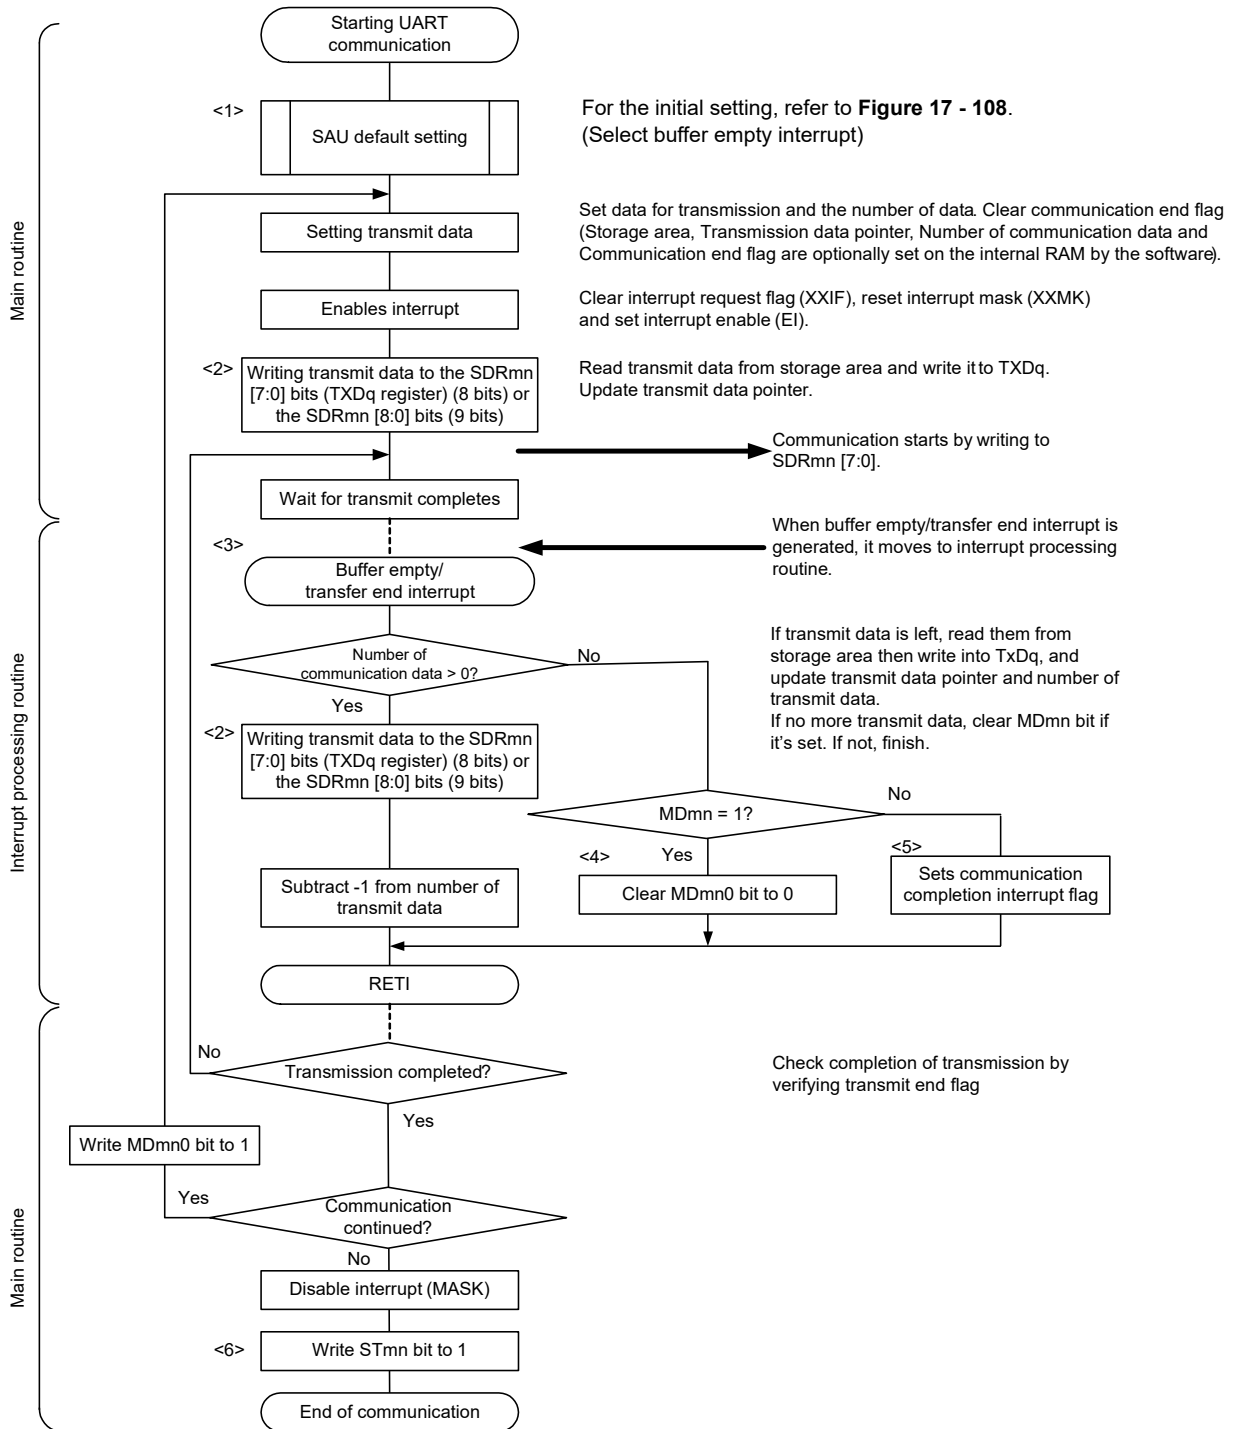 Starting UART
communication
<1>
SAU default setting
For the initial setting, refer to Figure 17 - 108.
(Select buffer empty interrupt)
Main routine
Setting transmit data
Set data for transmission and the number of data. Clear communication end flag
(Storage area, Transmission data pointer, Number of communication data and
Communication end flag are optionally set on the internal RAM by the software).
Enables interrupt
Clear interrupt request flag (XXIF), reset interrupt mask (XXMK)
and set interrupt enable (EI).
<2>
Writing transmit data to the SDRmn
[7:0] bits (TXDq register) (8 bits) or
the SDRmn [8:0] bits (9 bits)
Read transmit data from storage area and write it to TXDq.
Update transmit data pointer.
Communication starts by writing to
SDRmn [7:0].
Wait for transmit completes
<3>
When buffer empty/transfer end interrupt is
generated, it moves to interrupt processing
routine.
Buffer empty/
transfer end interrupt
Interrupt processing routine
Number of
communication data > 0?
No
Yes
If transmit data is left, read them from
storage area then write into TxDq, and
update transmit data pointer and number of
transmit data.
If no more transmit data, clear MDmn bit if
it's set. If not, finish.
<2>
Writing transmit data to the SDRmn
[7:0] bits (TXDq register) (8 bits) or
the SDRmn [8:0] bits (9 bits)
MDmn = 1?
No
Yes
<4>
Clear MDmn0 bit to 0
<5>
Sets communication
completion interrupt flag
Subtract -1 from number of
transmit data
RETI
No
Transmission completed?
Check completion of transmission by
verifying transmit end flag
Yes
Write MDmn0 bit to 1
Yes
Communication
continued?
No
Main routine
Disable interrupt (MASK)
<6>
Write STmn bit to 1
End of communication